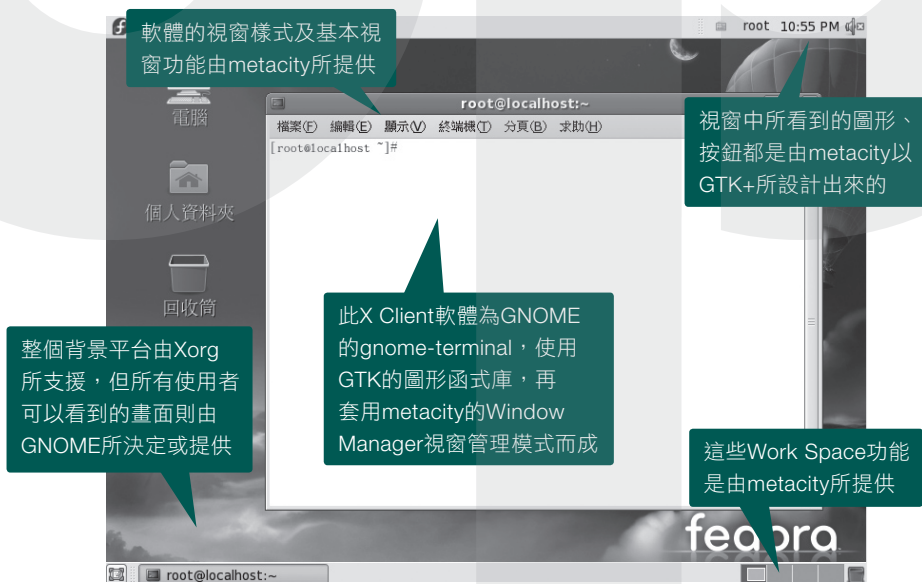 軟體的視窗樣式及基本視
窗功能由metacity所提供
root 10:55 PM
電腦
root@localhost:~
檔案(F) 編輯(E) 顯示(V) 終端機(T) 分頁(B) 求助(H)
[root@localhost ~]#
視窗中所看到的圖形、
按鈕都是由metacity以
GTK+所設計出來的
個人資料夾
回收筒
此X Client軟體為GNOME
的gnome-terminal，使用
GTK的圖形函式庫，再
套用metacity的Window
Manager視窗管理模式而成
整個背景平台由Xorg
所支援，但所有使用者
可以看到的畫面則由
GNOME所決定或提供
這些Work Space功能
是由metacity所提供
fedora
root@localhost:~